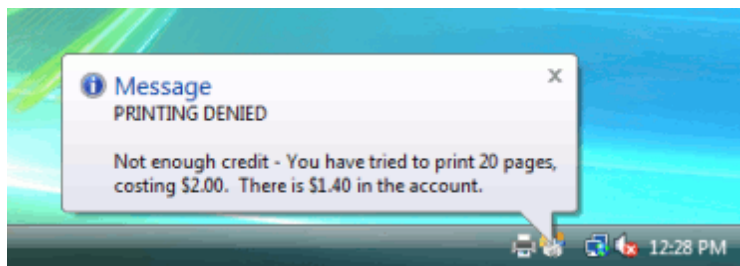 Message
PRINTING DENIED
Not enough credit - You have tried to print 20 pages,
costing $2.00.  There is $1.40 in the account.
12:28 PM